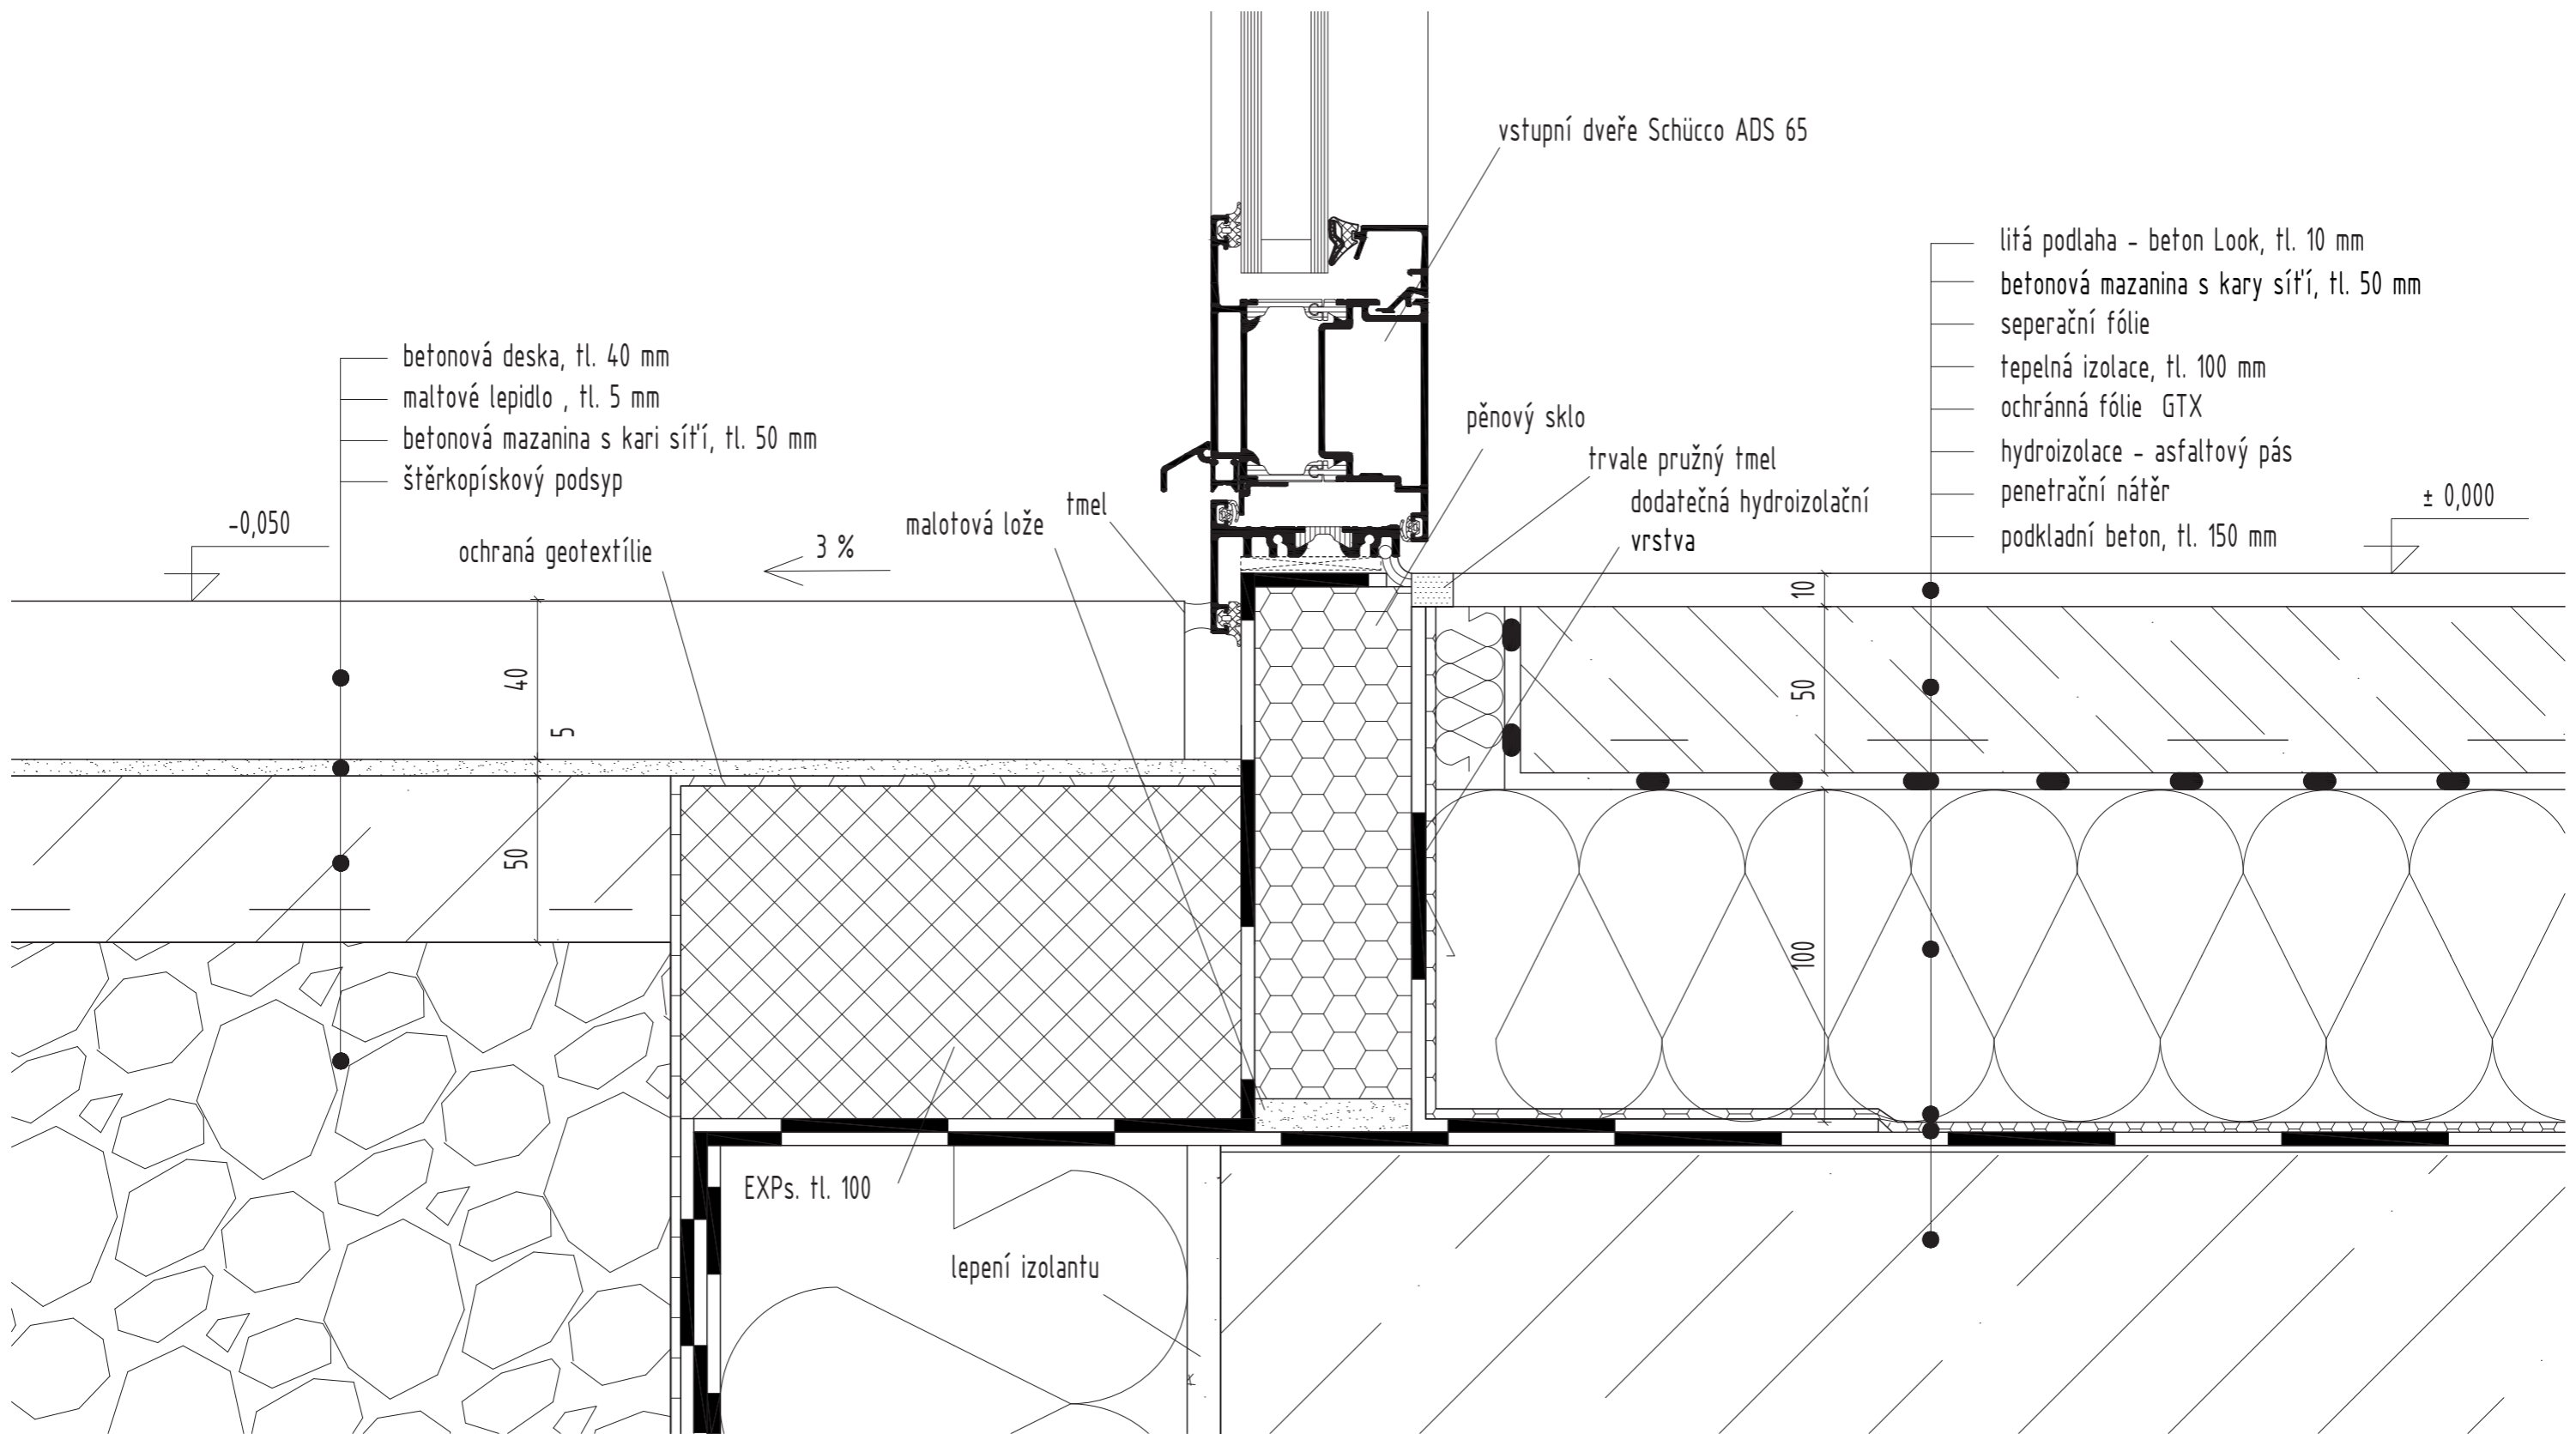 vstupní dveře Schücco ADS 65
litá podlaha - beton Look, tl. 10 mm
betonová mazanina s kary síťí, tl. 50 mm
seperační fólie
tepelná izolace, tl. 100 mm
ochránná fólie GTX
hydroizolace - asfaltový pás
penetrační nátěr
podkladní beton, tl. 150 mm
± 0,000
betonová deska, tl. 40 mm
maltové lepidlo , tl. 5 mm
betonová mazanina s kari síťí, tl. 50 mm
štěrkopískový podsyp
-0,050
ochraná geotextílie
3 %
malotová lože
tmel
pěnový sklo
trvale pružný tmel
dodatečná hydroizolační
vrstva
40
5
50
10
50
100
EXPs. tl. 100
lepení izolantu